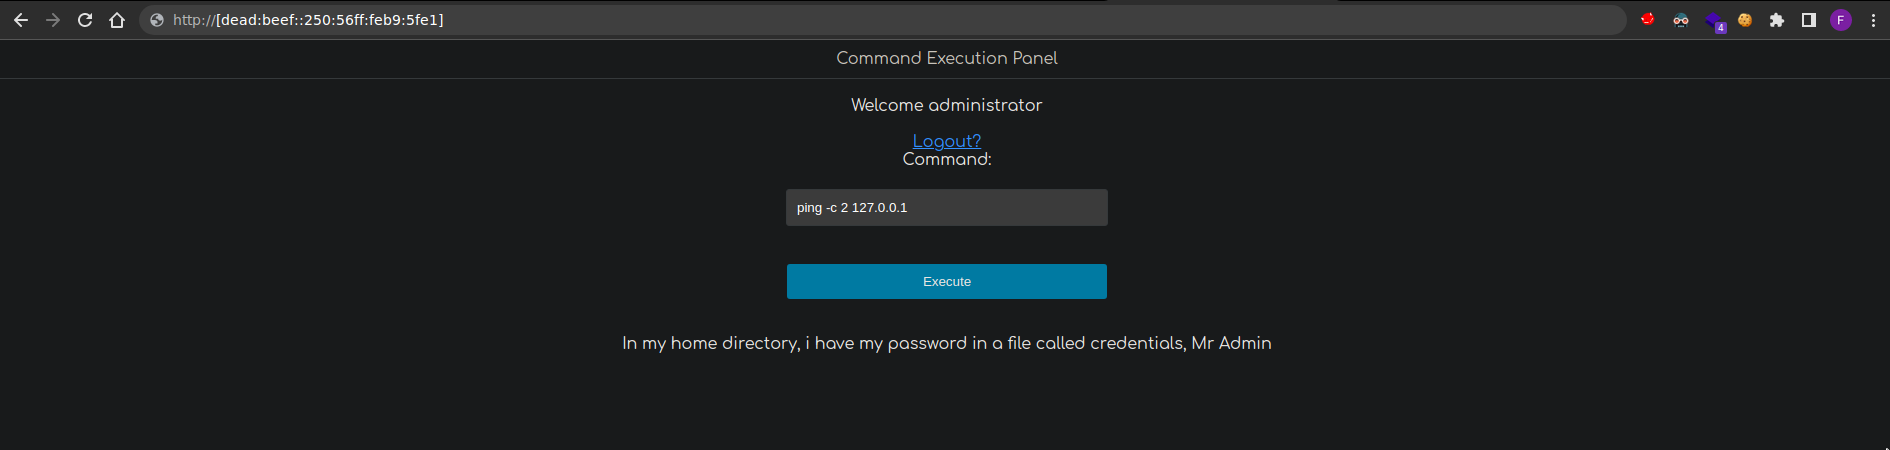 http://[dead:beef::250:56ff:feb9:5fe1]
4
F
Command Execution Panel
Welcome administrator
Logout?
Command:
ping -c 2 127.0.0.1
Execute
In my home directory, i have my password in a file called credentials, Mr Admin